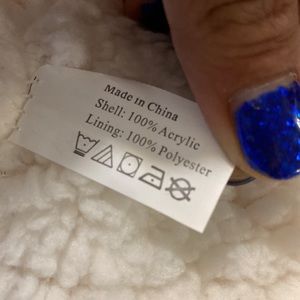 Made in China
Shell: 100% Acrylic
Lining: 100% Polyester